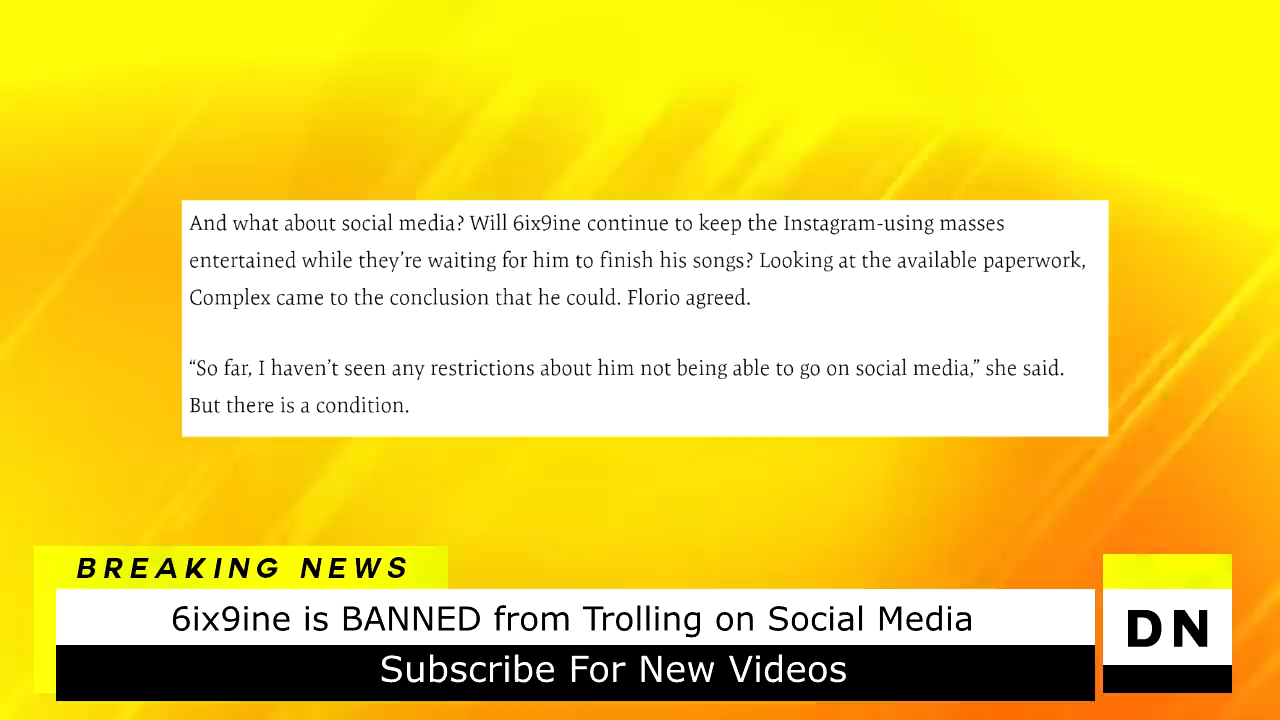 And what about social media? Will 6ix9ine continue to keep the Instagram-using masses
entertained while they’re waiting for him to finish his songs? Looking at the available paperwork,
Complex came to the conclusion that he could. Florio agreed.
“So far, I haven’t seen any restrictions about him not being able to go on social media,” she said.
But there is a condition.
BREAKING NEWS
6ix9ine is BANNED from Trolling on Social Media
DN
Subscribe For New Videos